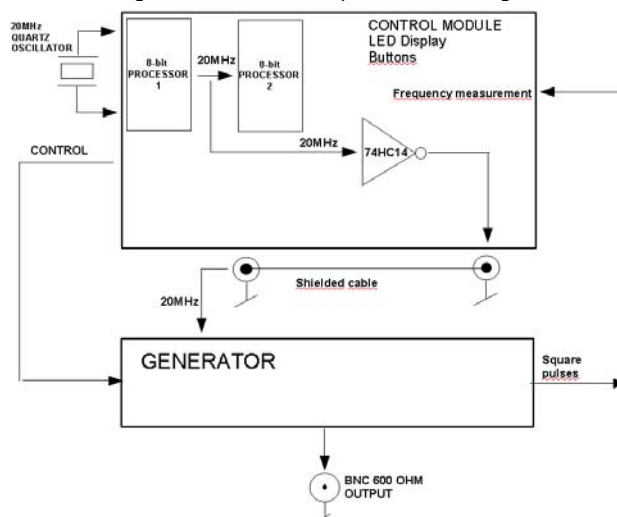 20MHz
QUARTZ
OSCILLATOR
8-bit
PROCESSOR
1
20MHz
8-bit
PROCESSOR
2
CONTROL MODULE
LED Display
Buttons
Frequency measurement
20MHz
74HC14
CONTROL
Shielded cable
20MHz
GENERATOR
Square
pulses
BNC 600 OHM
OUTPUT